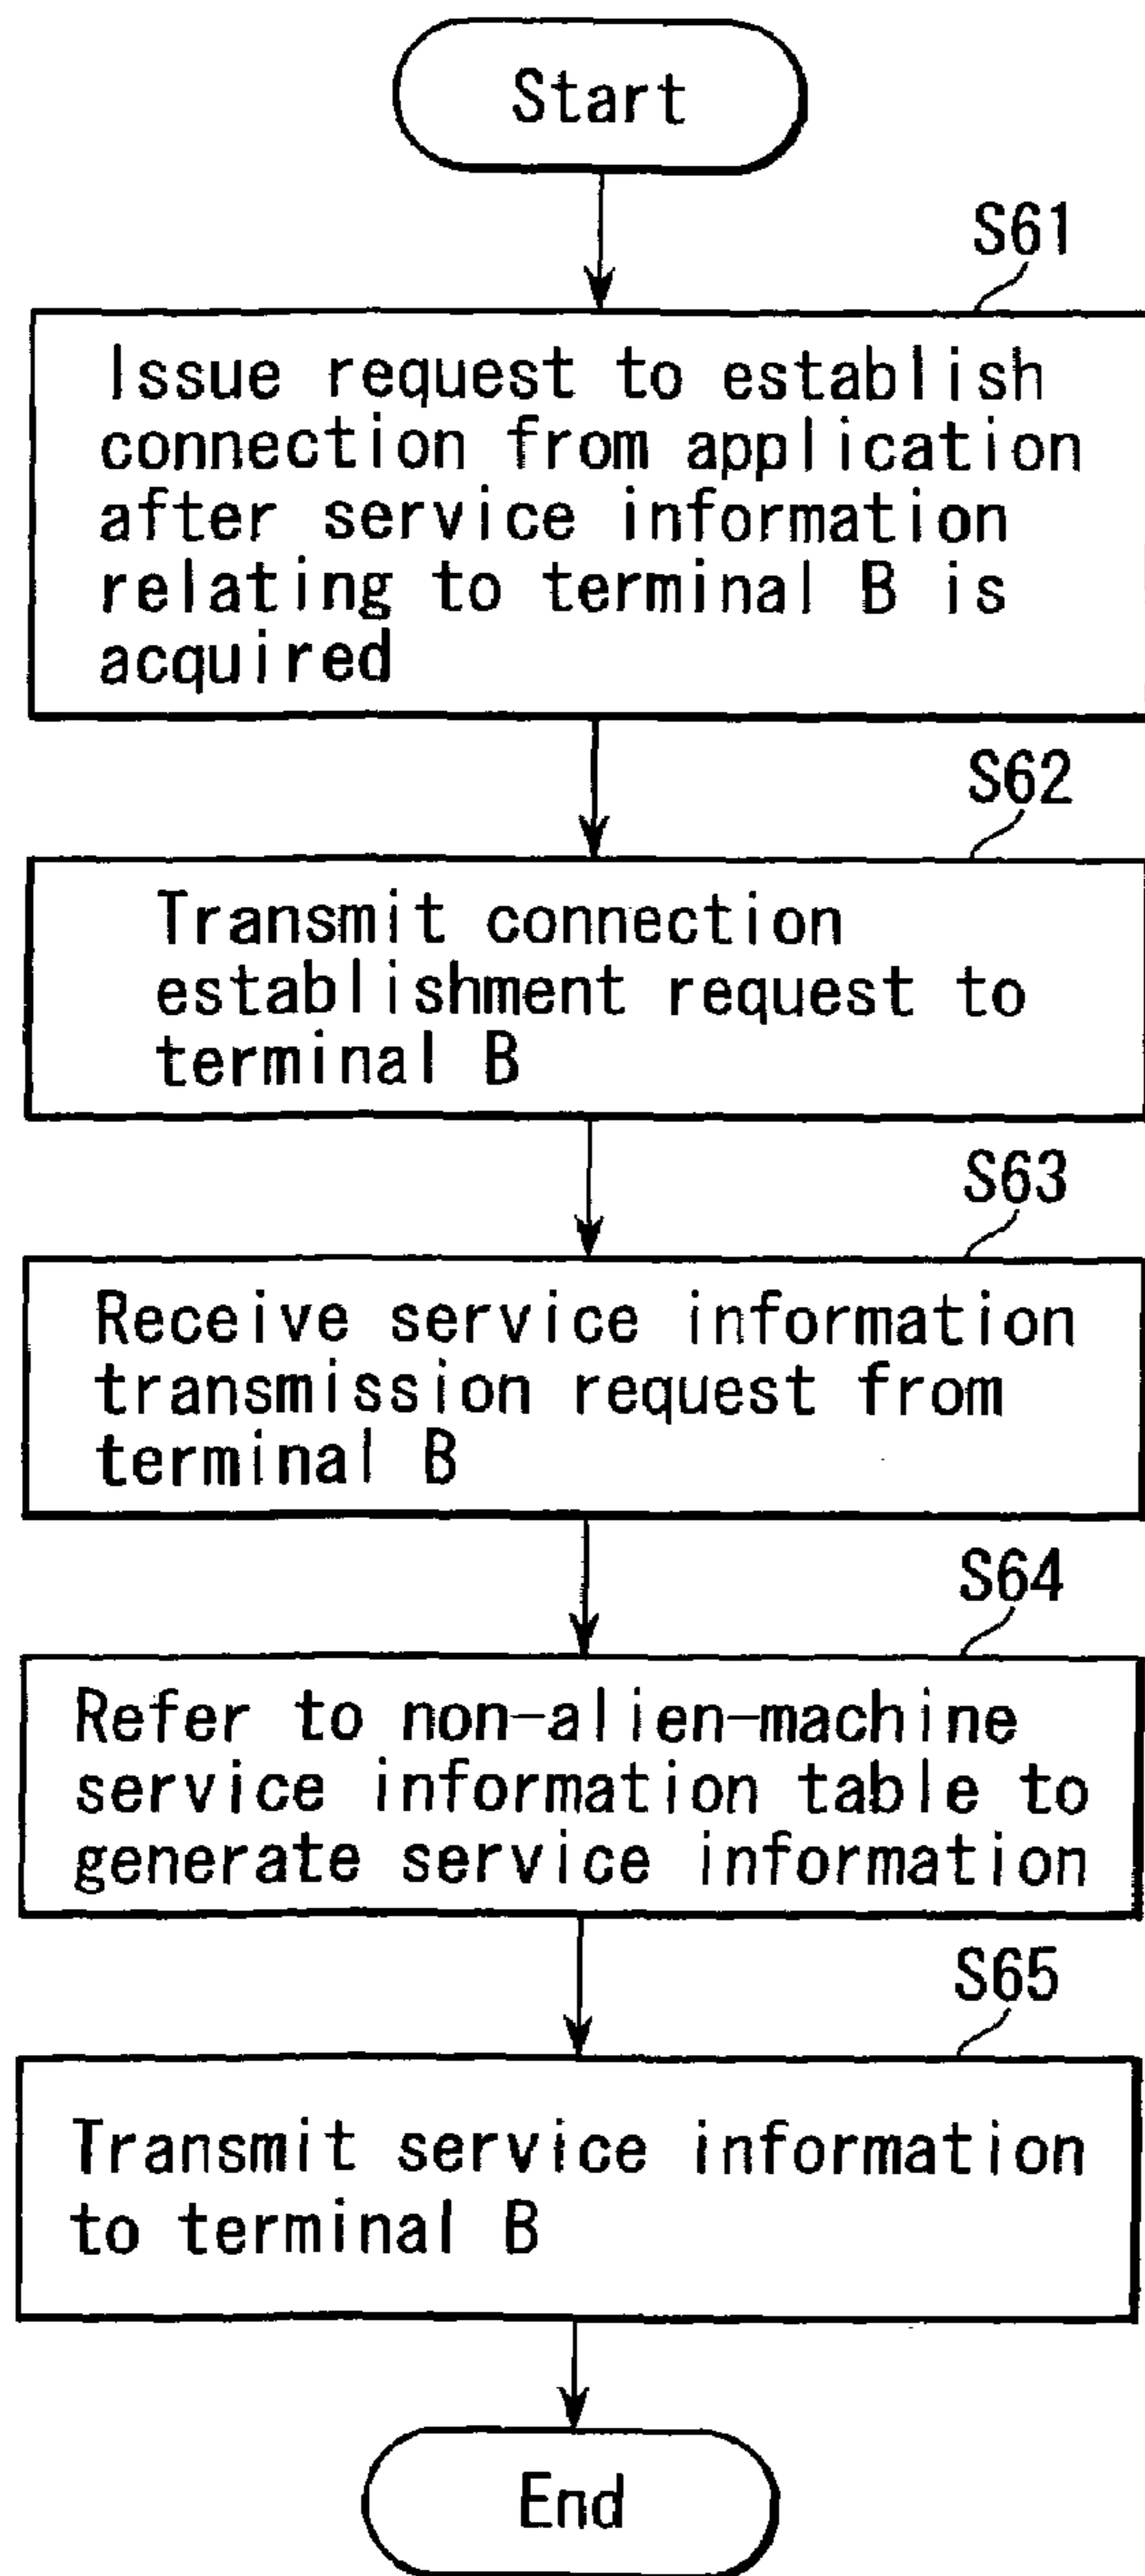 Start
S61
Issue request to establish
connection from application
after service information
relating to terminal B is
acquired
S62
Transmit connection
establishment request to
terminal B
S63
Receive service information
transmission request from
terminal B
S64
Refer to non-alien-machine
service information table to
generate service information
S65
Transmit service information
to terminal B
End